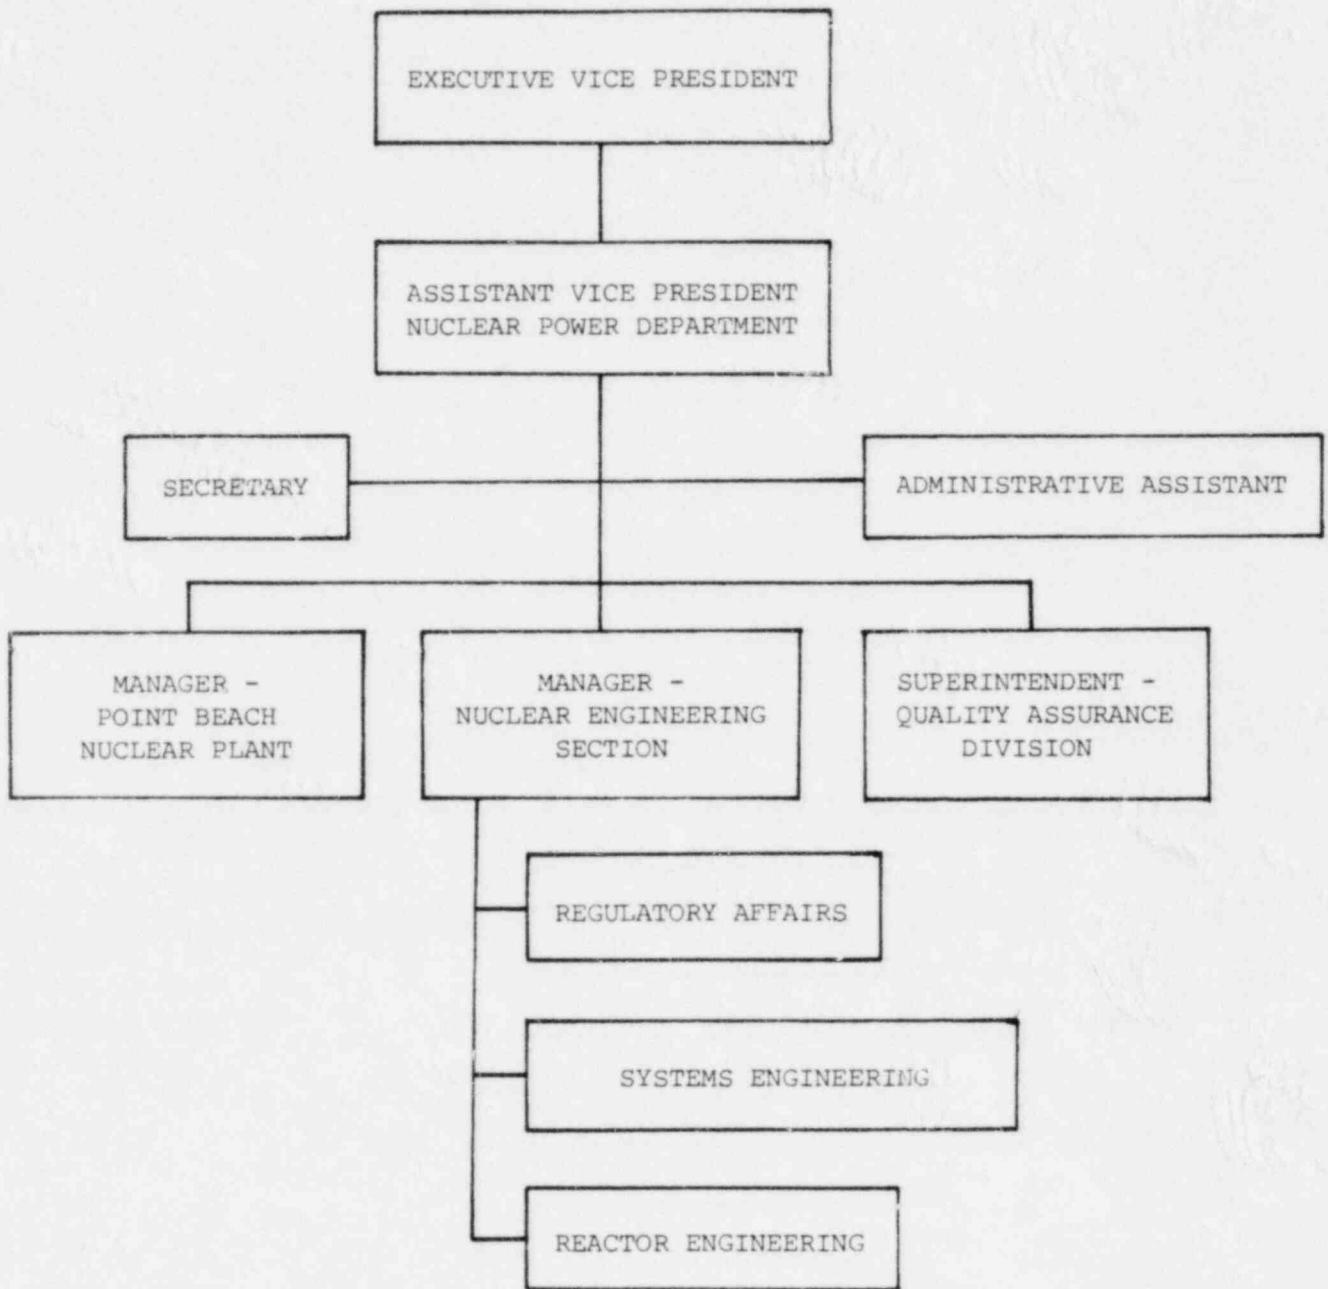 EXECUTIVE VICE PRESIDENT
ASSISTANT VICE PRESIDENT
NUCLEAR POWER DEPARTMENT
SECRETARY
ADMINISTRATIVE ASSISTANT
MANAGER -
POINT BEACH
NUCLEAR PLANT
MANAGER -
NUCLEAR ENGINEERING
SECTION
SUPERINTENDENT -
QUALITY ASSURANCE
DIVISION
REGULATORY AFFAIRS
SYSTEMS ENGINEERING
REACTOR ENGINEERING